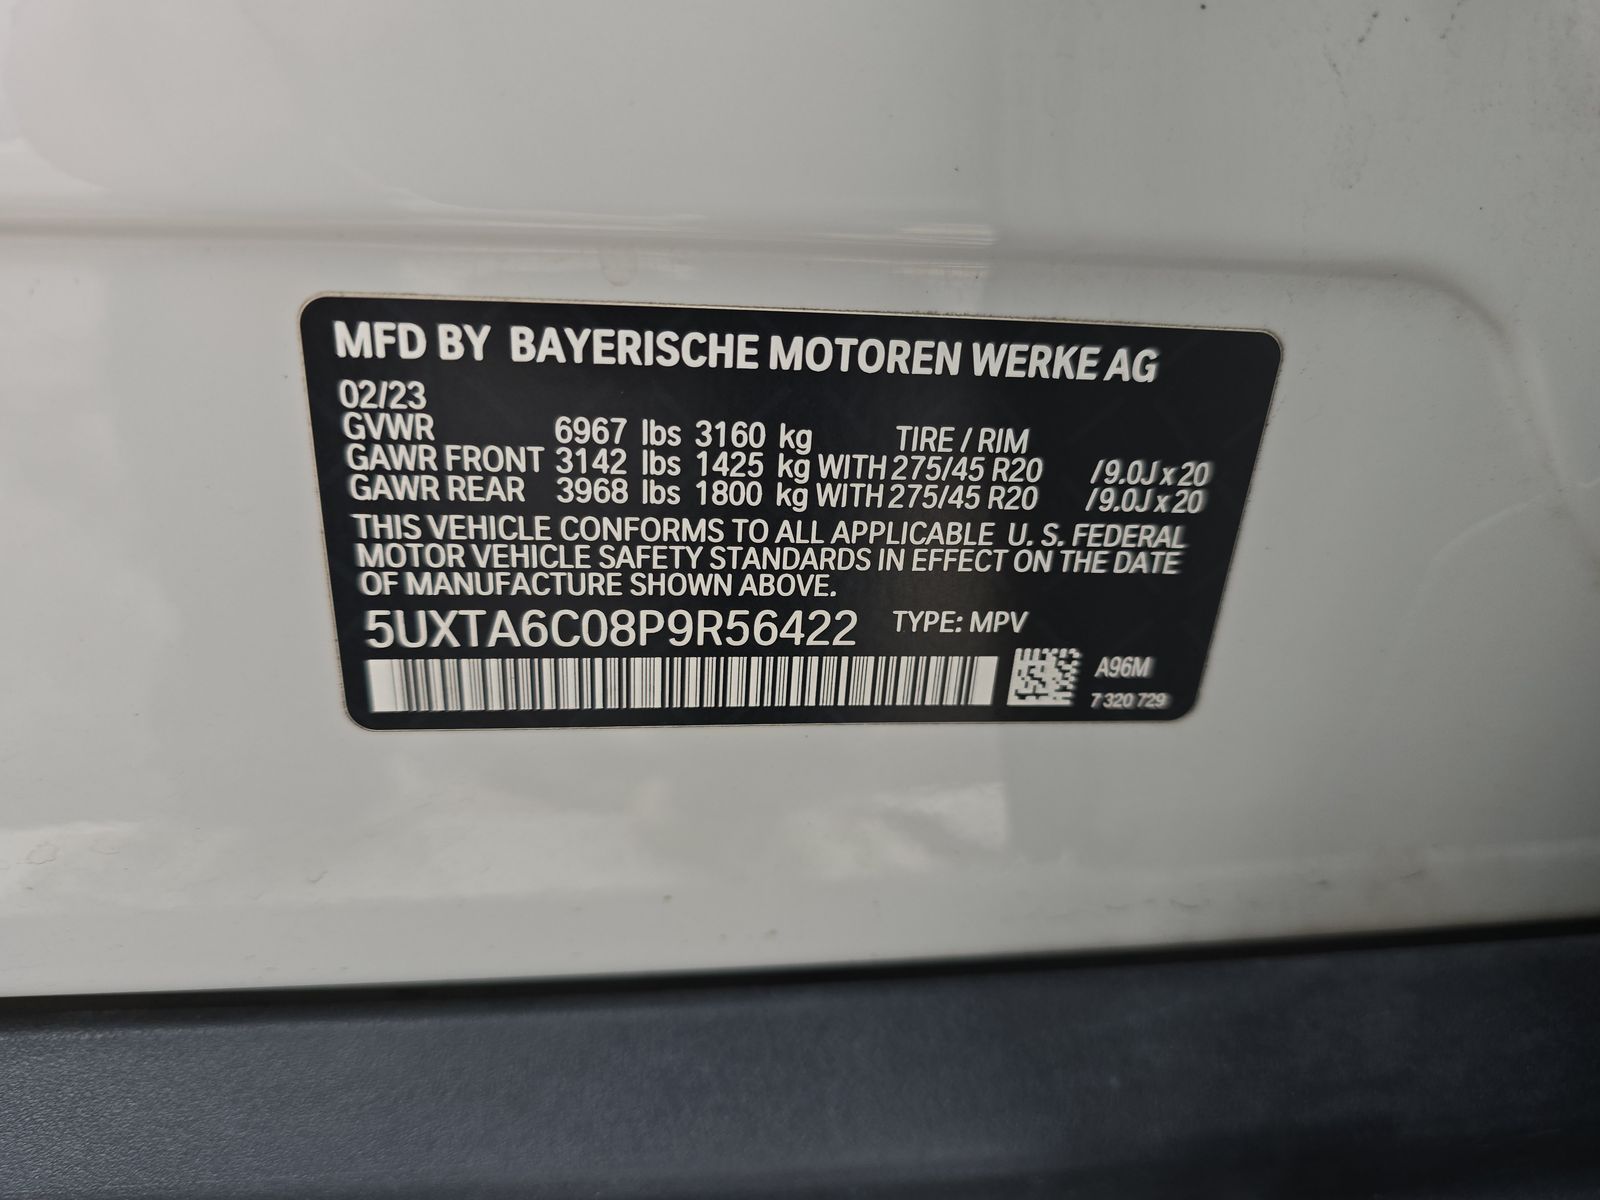 MFD BY BAYERISCHE MOTOREN WERKE AG
02/23
GVWR 6967 lbs 3160 kg TIRE / RIM
GAWR FRONT 3142 lbs 1425 kg WITH 275/45 R20 /9.0J x 20
GAWR REAR 3968 lbs 1800 kg WITH 275/45 R20 /9.0J x 20
THIS VEHICLE CONFORMS TO ALL APPLICABLE U. S. FEDERAL
MOTOR VEHICLE SAFETY STANDARDS IN EFFECT ON THE DATE
OF MANUFACTURE SHOWN ABOVE.
5UXTA6C08P9R56422 TYPE: MPV
A96M
7 320 729